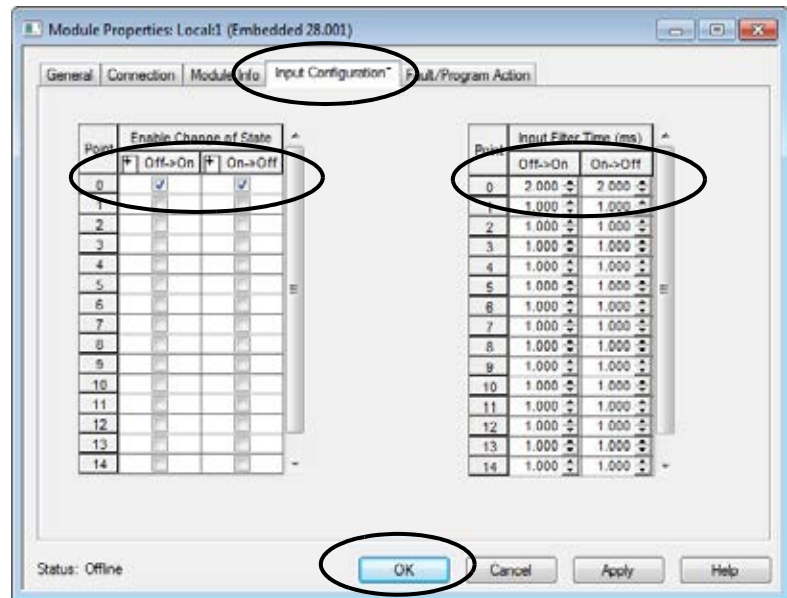 Module Properties: Local:1 (Embedded 28.001)
General Connection Module Info Input Configuration* Fault/Program Action
Point Enable Change of State
Off->On On->Off
0
1
2
3
4
5
6
7
8
9
10
11
12
13
14
Point Input Filter Time (ms)
Off->On On->Off
0 2.000 2.000
1 1.000 1.000
2 1.000 1.000
3 1.000 1.000
4 1.000 1.000
5 1.000 1.000
6 1.000 1.000
7 1.000 1.000
8 1.000 1.000
9 1.000 1.000
10 1.000 1.000
11 1.000 1.000
12 1.000 1.000
13 1.000 1.000
14 1.000 1.000
Status: Offline OK Cancel Apply Help